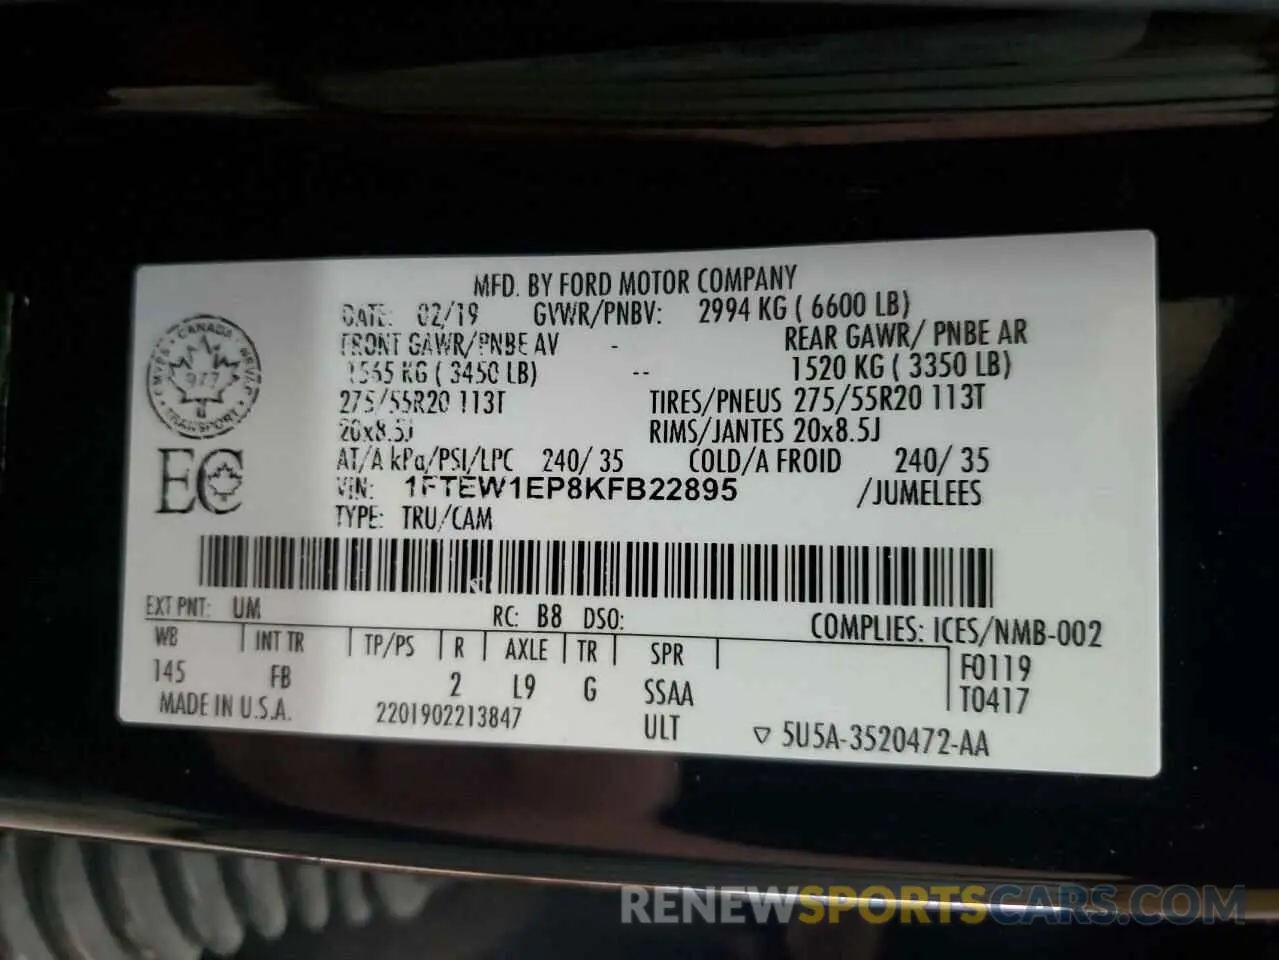 MFD. BY FORD MOTOR COMPANY
DATE: 02/19 GVWR/PNBV: 2994 KG ( 6600 LB)
FRONT GAWR/PNBE AV - REAR GAWR/ PNBE AR
1565 KG ( 3450 LB) -- 1520 KG ( 3350 LB)
275/55R20 113T TIRES/PNEUS 275/55R20 113T
20x8.5J RIMS/JANTES 20x8.5J
AT/A kPa/PSI/LPC 240/ 35 COLD/A FROID 240/ 35
VIN: 1FTEW1EP8KFB22895 /JUMELEES
TYPE: TRU/CAM
CANADA
977
TRANSPORT
EC
EXT PNT: UM RC: B8 DSO: COMPLIES: ICES/NMB-002
WB INT TR TP/PS R AXLE TR SPR F0119
145 FB 2 L9 G SSAA T0417
MADE IN U.S.A. 2201902213847 ULT ▽ 5U5A-3520472-AA
RENEWSPORTSCARS.COM